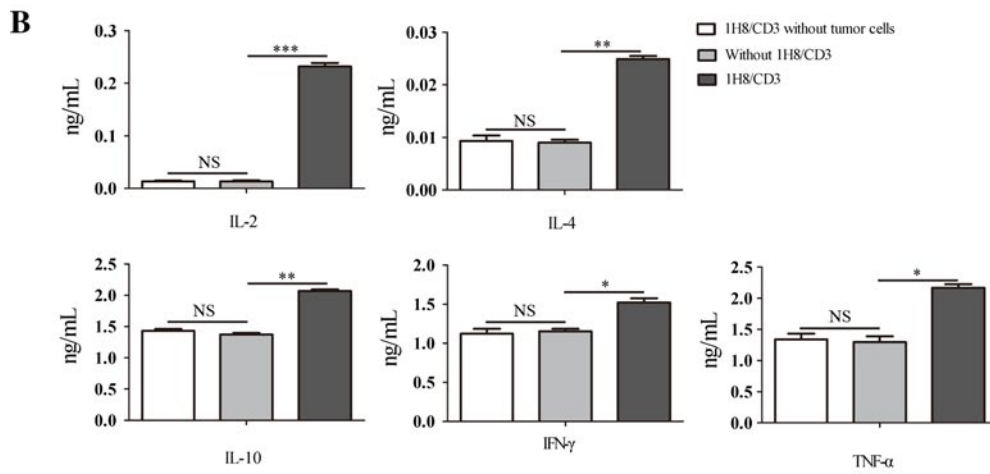 B
0.3
0.2
0.1
0.0
ng/mL
NS
***
IL-2
0.03
0.02
0.01
0.00
ng/mL
NS
**
IL-4
1H8/CD3 without tumor cells
Without 1H8/CD3
1H8/CD3
2.5
2.0
1.5
1.0
0.5
0.0
ng/mL
NS
**
IL-10
2.0
1.5
1.0
0.5
0.0
ng/mL
NS
*
IFN-γ
2.5
2.0
1.5
1.0
0.5
0.0
ng/mL
NS
*
TNF-α